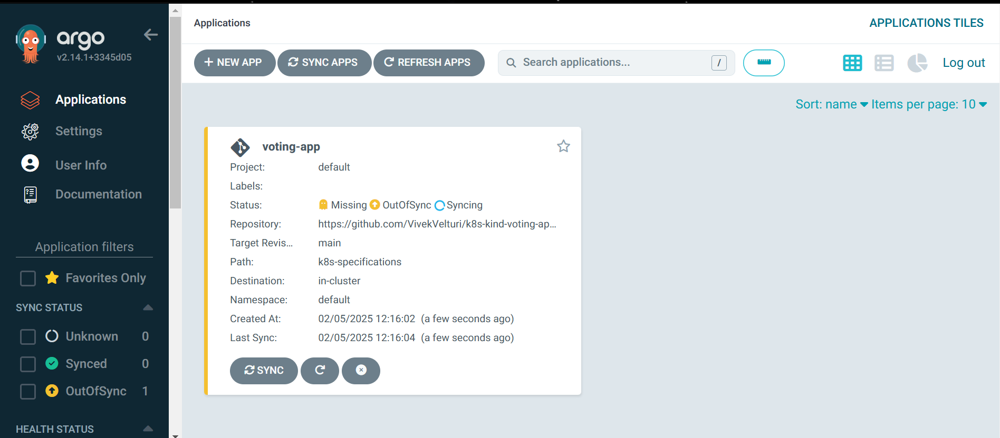 argo
v2.14.1+3345d05
Applications
Settings
User Info
Documentation
Application filters
Favorites Only
SYNC STATUS
Unknown 0
Synced 0
OutOfSync 1
HEALTH STATUS
Applications
APPLICATIONS TILES
+ NEW APP
SYNC APPS
REFRESH APPS
Search applications...
/
Log out
Sort: name Items per page: 10
voting-app
Project: default
Labels:
Status: Missing OutOfSync Syncing
Repository: https://github.com/VivekVelturi/k8s-kind-voting-ap...
Target Revis... main
Path: k8s-specifications
Destination: in-cluster
Namespace: default
Created At: 02/05/2025 12:16:02 (a few seconds ago)
Last Sync: 02/05/2025 12:16:04 (a few seconds ago)
SYNC